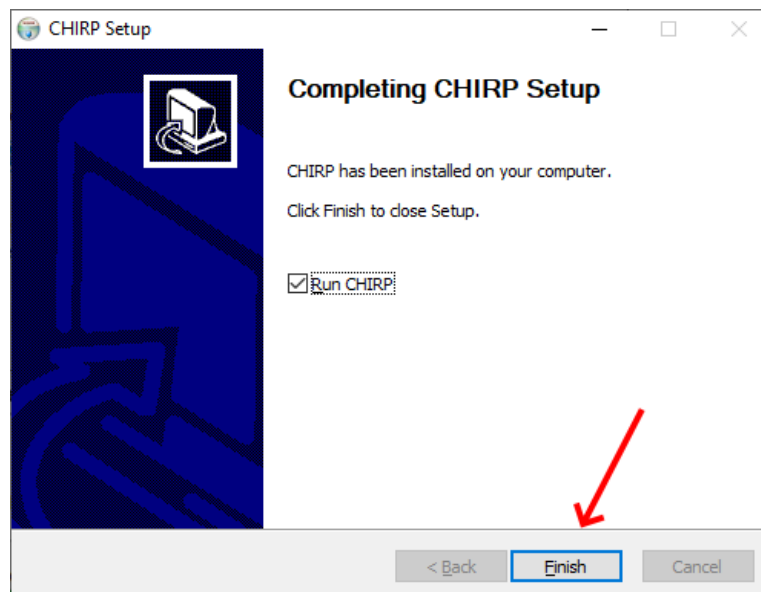 CHIRP Setup
Completing CHIRP Setup
CHIRP has been installed on your computer.
Click Finish to close Setup.
Run CHIRP
< Back
Finish
Cancel